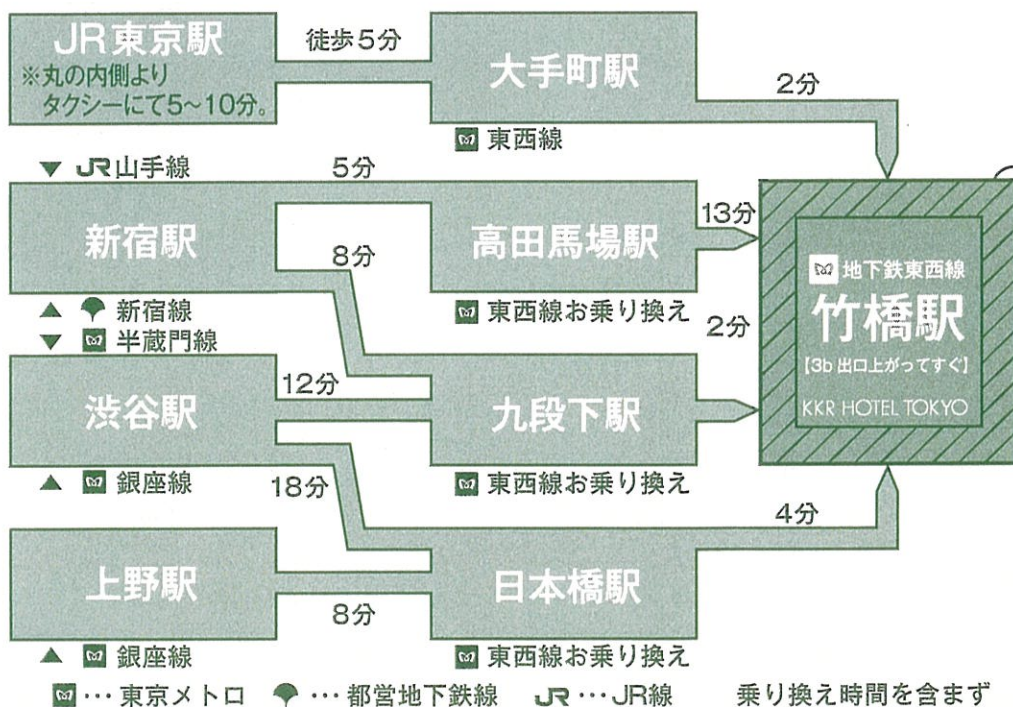 JR東京駅
※丸の内側より
タクシーにて5〜10分。
徒歩5分
大手町駅
2分
東西線
▼ JR山手線
5分
新宿駅
8分
高田馬場駅
13分
▲ 新宿線
▼ 半蔵門線
東西線お乗り換え
2分
地下鉄東西線
竹橋駅
【3b 出口上がってすぐ】
KKR HOTEL TOKYO
渋谷駅
12分
九段下駅
▲ 銀座線
18分
東西線お乗り換え
4分
上野駅
8分
日本橋駅
▲ 銀座線
東西線お乗り換え
…東京メトロ …都営地下鉄線 JR…JR線 乗り換え時間を含まず